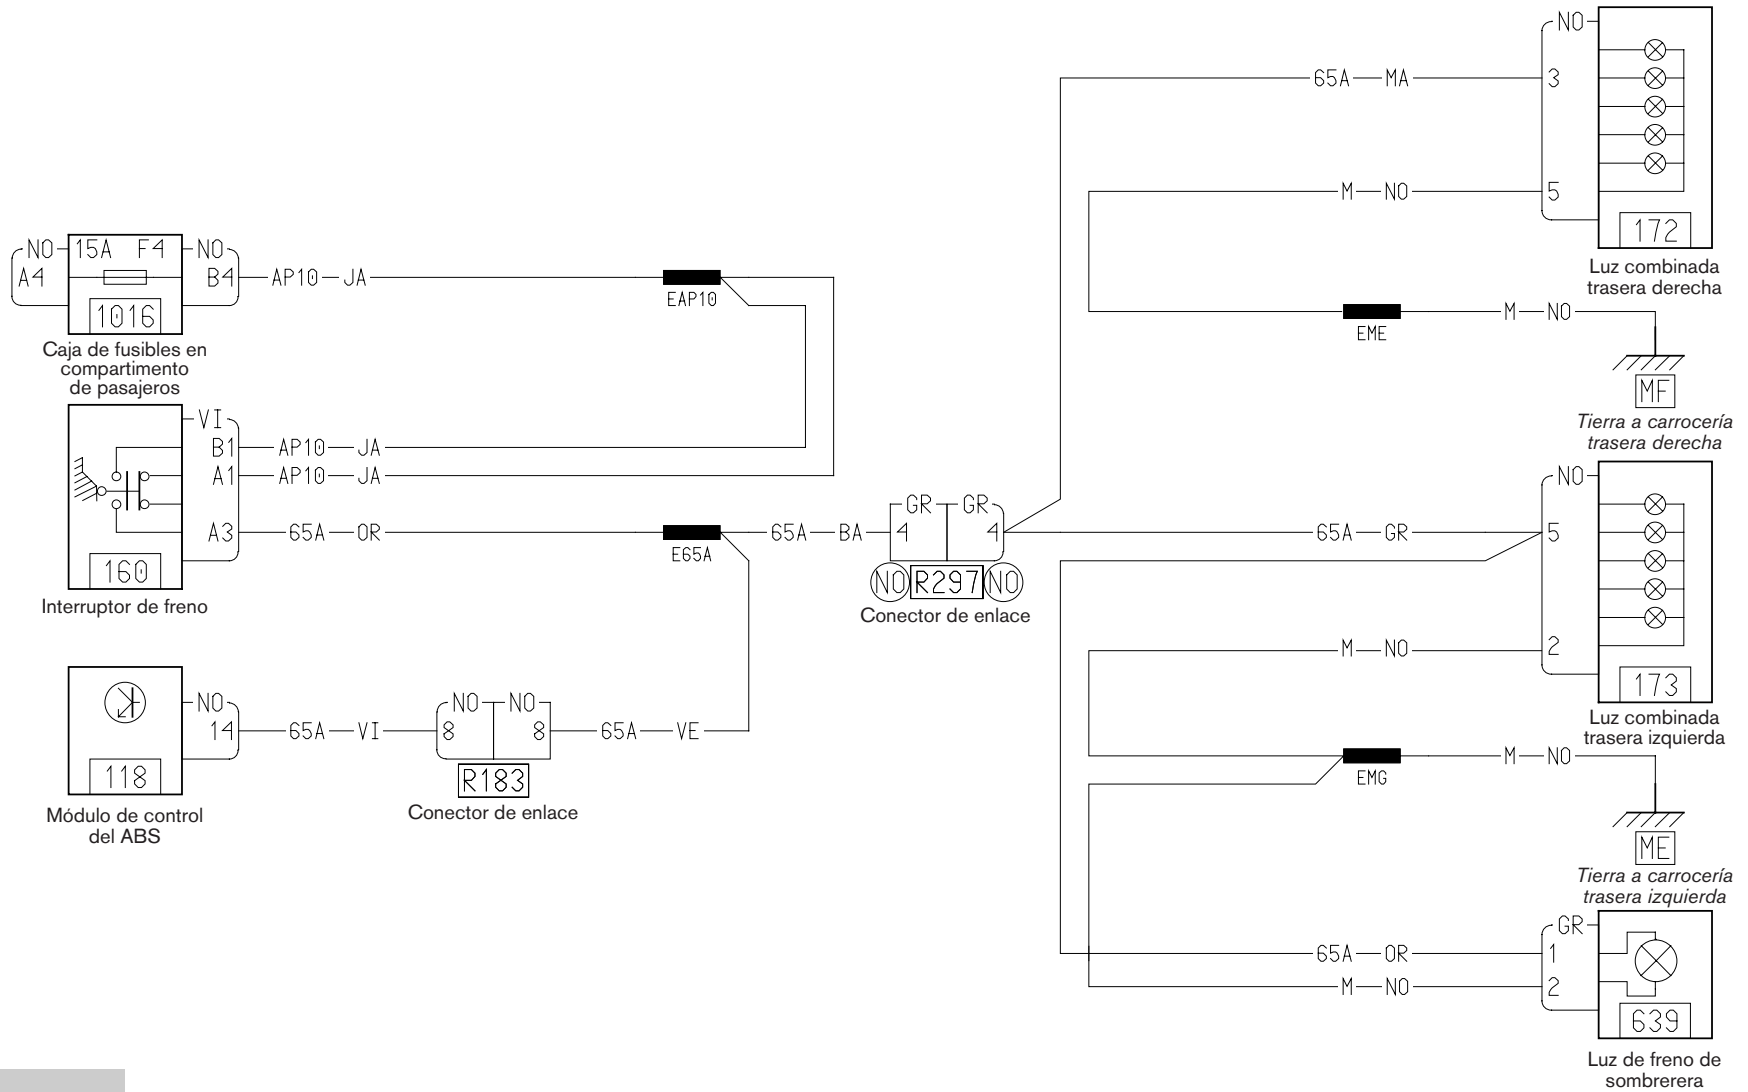 NO
15A F4
NO
A4
B4
AP10
JA
1016
Caja de fusibles en
compartimento
de pasajeros
EAP10
VI
B1
AP10
JA
A1
AP10
JA
A3
65A
OR
160
Interruptor de freno
E65A
65A
BA
GR
GR
4
4
NO
R297
NO
Conector de enlace
118
Módulo de control
del ABS
NO
14
65A
VI
NO
NO
8
8
R183
Conector de enlace
65A
VE
NO
65A
MA
3
M
NO
5
172
Luz combinada
trasera derecha
EME
M
NO
MF
Tierra a carrocería
trasera derecha
NO
65A
GR
5
M
NO
2
173
Luz combinada
trasera izquierda
EMG
M
NO
ME
Tierra a carrocería
trasera izquierda
GR
65A
OR
1
M
NO
2
639
Luz de freno de
sombrerera